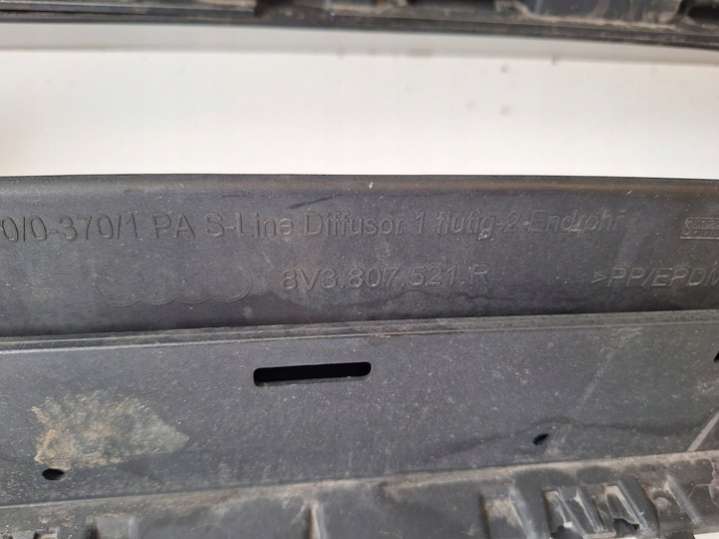 0/0-370/1 PA S-Line Diffusor 1 flutig-2-Endrohr
8V3.807.521.R >PP/EPDM